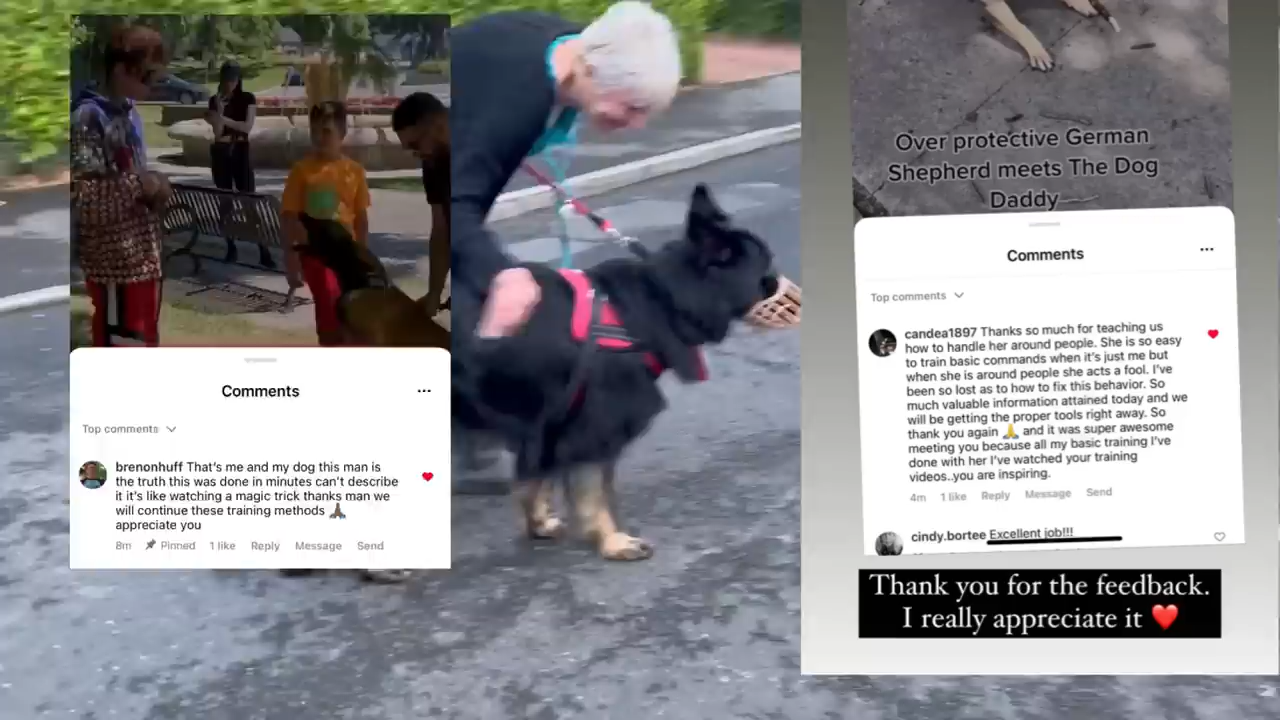 Comments
Top comments
brenonhuff That's me and my dog this man is
the truth this was done in minutes can't describe
it it's like watching a magic trick thanks man we
will continue these training methods 🙏🏾
appreciate you
8m Pinned 1 like Reply Message Send
Over protective German
Shepherd meets The Dog
Daddy
Comments
Top comments
candea1897 Thanks so much for teaching us
how to handle her around people. She is so easy
to train basic commands when it's just me but
when she is around people she acts a fool. I've
been so lost as to how to fix this behavior. So
much valuable information attained today and we
will be getting the proper tools right away. So
thank you again 🙏 and it was super awesome
meeting you because all my basic training I've
done with her I've watched your training
videos..you are inspiring.
4m 1 like Reply Message Send
cindy.bortee Excellent job!!!
Thank you for the feedback.
I really appreciate it ❤️